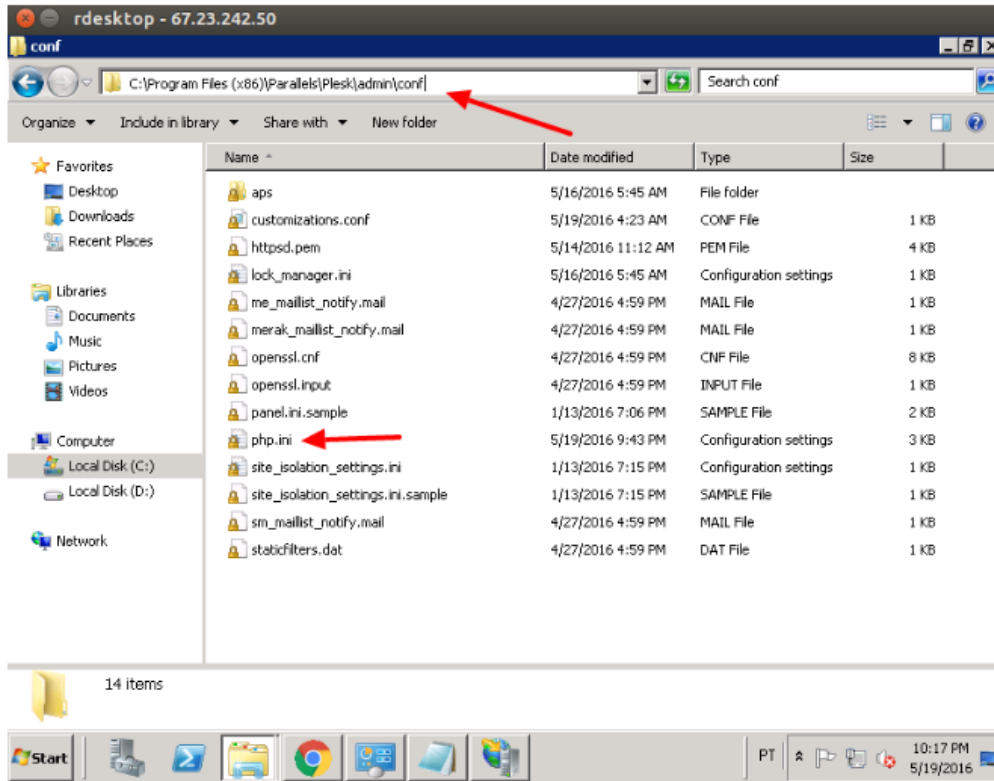 rdesktop - 67.23.242.50
conf
C:\Program Files (x86)\Parallels\Plesk\admin\conf
Search conf
Organize
Include in library
Share with
New folder
Favorites
Desktop
Downloads
Recent Places
Libraries
Documents
Music
Pictures
Videos
Computer
Local Disk (C:)
Local Disk (D:)
Network
Name Date modified Type Size
aps 5/16/2016 5:45 AM File folder
customizations.conf 5/19/2016 4:23 AM CONF File 1 KB
httpsd.pem 5/14/2016 11:12 AM PEM File 4 KB
lock_manager.ini 5/16/2016 5:45 AM Configuration settings 1 KB
me_maillist_notify.mail 4/27/2016 4:59 PM MAIL File 1 KB
merak_maillist_notify.mail 4/27/2016 4:59 PM MAIL File 1 KB
openssl.cnf 4/27/2016 4:59 PM CNF File 8 KB
openssl.input 4/27/2016 4:59 PM INPUT File 1 KB
panel.ini.sample 1/13/2016 7:06 PM SAMPLE File 2 KB
php.ini 5/19/2016 9:43 PM Configuration settings 3 KB
site_isolation_settings.ini 1/13/2016 7:15 PM Configuration settings 1 KB
site_isolation_settings.ini.sample 1/13/2016 7:15 PM SAMPLE File 1 KB
sm_maillist_notify.mail 4/27/2016 4:59 PM MAIL File 1 KB
staticfilters.dat 4/27/2016 4:59 PM DAT File 1 KB
14 items
Start
PT
10:17 PM
5/19/2016